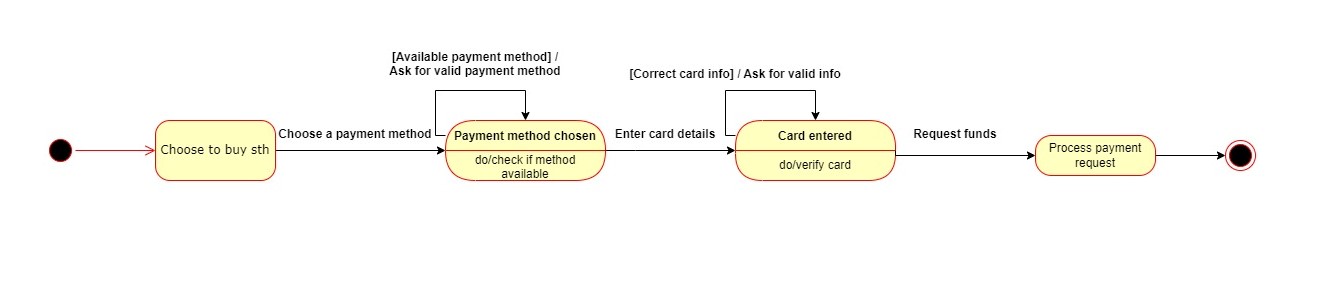 [Available payment method] /
Ask for valid payment method
[Correct card info] / Ask for valid info
Choose to buy sth
Choose a payment method
Payment method chosen
do/check if method
available
Enter card details
Card entered
do/verify card
Request funds
Process payment
request